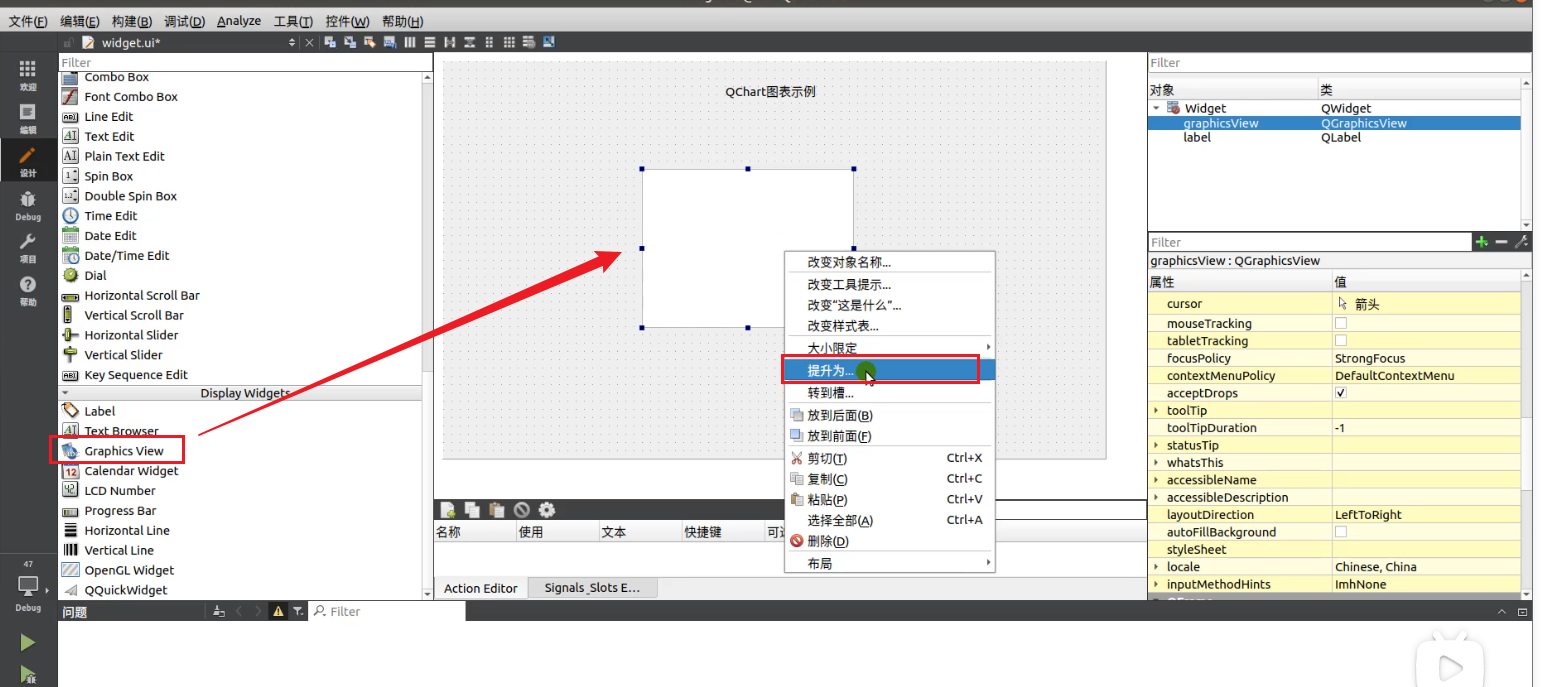 文件(F) 编辑(E) 构建(B) 调试(D) Analyze 工具(T) 控件(W) 帮助(H)
widget.ui*
欢迎
编辑
设计
Debug
项目
帮助
47
Debug
Filter
Combo Box
Font Combo Box
Line Edit
Text Edit
Plain Text Edit
Spin Box
Double Spin Box
Time Edit
Date Edit
Date/Time Edit
Dial
Horizontal Scroll Bar
Vertical Scroll Bar
Horizontal Slider
Vertical Slider
Key Sequence Edit
Display Widgets
Label
Text Browser
Graphics View
Calendar Widget
LCD Number
Progress Bar
Horizontal Line
Vertical Line
OpenGL Widget
QQuickWidget
QChart图表示例
改变对象名称...
改变工具提示...
改变“这是什么”...
改变样式表...
大小限定
提升为...
转到槽...
放到后面(B)
放到前面(F)
剪切(T) Ctrl+X
复制(C) Ctrl+C
粘贴(P) Ctrl+V
选择全部(A) Ctrl+A
删除(D)
布局
名称 使用 文本 快捷键 可
Action Editor Signals_Slots E...
Filter
对象 类
Widget QWidget
graphicsView QGraphicsView
label QLabel
Filter
graphicsView : QGraphicsView
属性 值
cursor 箭头
mouseTracking
tabletTracking
focusPolicy StrongFocus
contextMenuPolicy DefaultContextMenu
acceptDrops
toolTip
toolTipDuration -1
statusTip
whatsThis
accessibleName
accessibleDescription
layoutDirection LeftToRight
autoFillBackground
styleSheet
locale Chinese, China
inputMethodHints ImhNone
问题 Filter